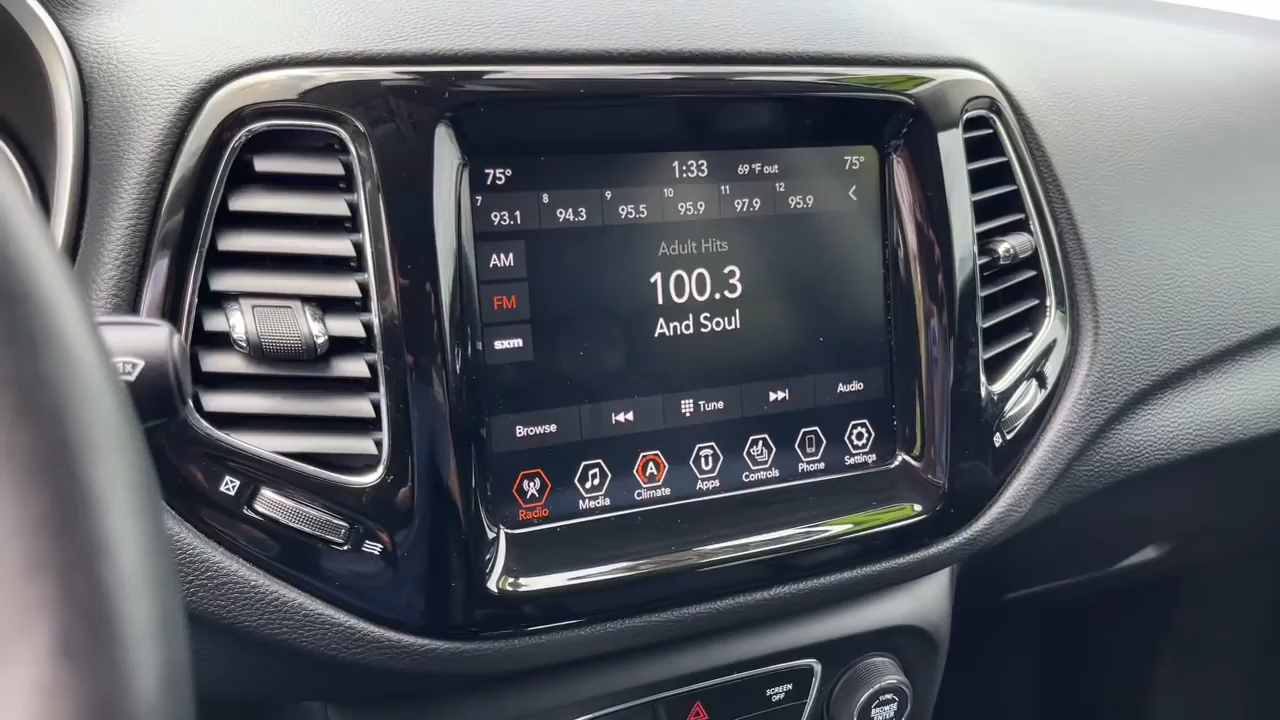 75° 1:33 69 °F out 75°
7 93.1 8 94.3 9 95.5 10 95.9 11 97.9 12 95.9
AM
FM
sxm
Adult Hits
100.3
And Soul
Browse Tune Audio
Radio Media Climate Apps Controls Phone Settings
A
1x
SCREEN
OFF
TUNE
BROWSE
ENTER